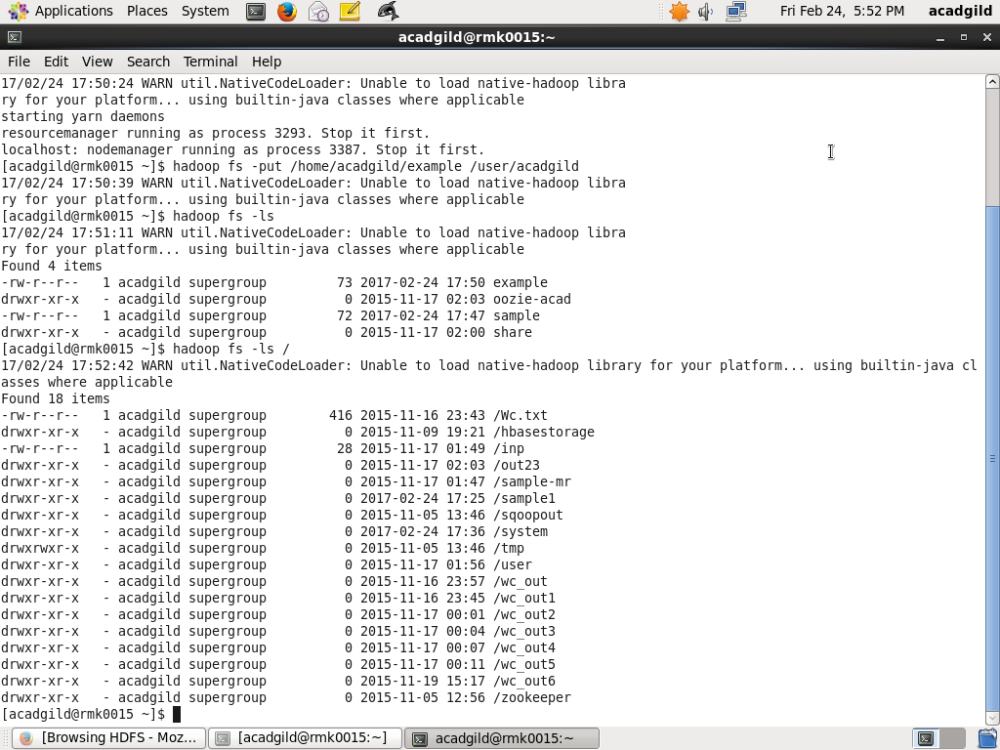 Applications Places System Fri Feb 24, 5:52 PM acadgild
acadgild@rmk0015:~
File Edit View Search Terminal Help
17/02/24 17:50:24 WARN util.NativeCodeLoader: Unable to load native-hadoop libra
ry for your platform... using builtin-java classes where applicable
starting yarn daemons
resourcemanager running as process 3293. Stop it first.
localhost: nodemanager running as process 3387. Stop it first.
[acadgild@rmk0015 ~]$ hadoop fs -put /home/acadgild/example /user/acadgild
17/02/24 17:50:39 WARN util.NativeCodeLoader: Unable to load native-hadoop libra
ry for your platform... using builtin-java classes where applicable
[acadgild@rmk0015 ~]$ hadoop fs -ls
17/02/24 17:51:11 WARN util.NativeCodeLoader: Unable to load native-hadoop libra
ry for your platform... using builtin-java classes where applicable
Found 4 items
-rw-r--r--   1 acadgild supergroup         73 2017-02-24 17:50 example
drwxr-xr-x   - acadgild supergroup          0 2015-11-17 02:03 oozie-acad
-rw-r--r--   1 acadgild supergroup         72 2017-02-24 17:47 sample
drwxr-xr-x   - acadgild supergroup          0 2015-11-17 02:00 share
[acadgild@rmk0015 ~]$ hadoop fs -ls /
17/02/24 17:52:42 WARN util.NativeCodeLoader: Unable to load native-hadoop library for your platform... using builtin-java cl
asses where applicable
Found 18 items
-rw-r--r--   1 acadgild supergroup        416 2015-11-16 23:43 /Wc.txt
drwxr-xr-x   - acadgild supergroup          0 2015-11-09 19:21 /hbasestorage
-rw-r--r--   1 acadgild supergroup         28 2015-11-17 01:49 /inp
drwxr-xr-x   - acadgild supergroup          0 2015-11-17 02:03 /out23
drwxr-xr-x   - acadgild supergroup          0 2015-11-17 01:47 /sample-mr
drwxr-xr-x   - acadgild supergroup          0 2017-02-24 17:25 /sample1
drwxr-xr-x   - acadgild supergroup          0 2015-11-05 13:46 /sqoopout
drwxr-xr-x   - acadgild supergroup          0 2017-02-24 17:36 /system
drwxrwxr-x   - acadgild supergroup          0 2015-11-05 13:46 /tmp
drwxr-xr-x   - acadgild supergroup          0 2015-11-17 01:56 /user
drwxr-xr-x   - acadgild supergroup          0 2015-11-16 23:57 /wc_out
drwxr-xr-x   - acadgild supergroup          0 2015-11-16 23:45 /wc_out1
drwxr-xr-x   - acadgild supergroup          0 2015-11-17 00:01 /wc_out2
drwxr-xr-x   - acadgild supergroup          0 2015-11-17 00:04 /wc_out3
drwxr-xr-x   - acadgild supergroup          0 2015-11-17 00:07 /wc_out4
drwxr-xr-x   - acadgild supergroup          0 2015-11-17 00:11 /wc_out5
drwxr-xr-x   - acadgild supergroup          0 2015-11-19 15:17 /wc_out6
drwxr-xr-x   - acadgild supergroup          0 2015-11-05 12:56 /zookeeper
[acadgild@rmk0015 ~]$
[Browsing HDFS - Moz... [acadgild@rmk0015:~] acadgild@rmk0015:~